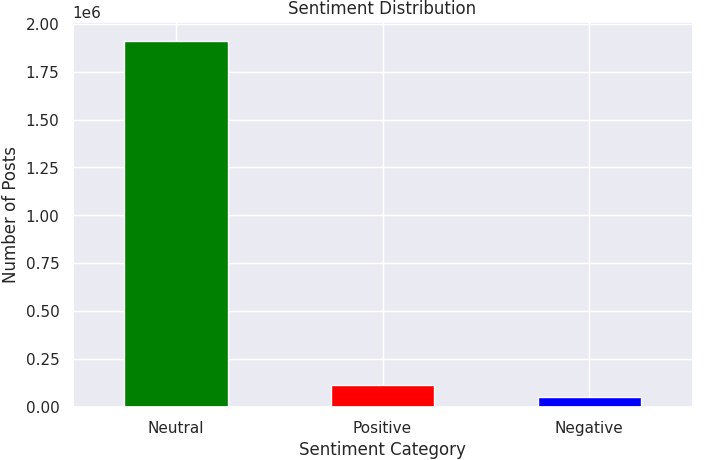 Sentiment Distribution
1e6
2.00
1.75
1.50
1.25
1.00
0.75
0.50
0.25
0.00
Number of Posts
Neutral Positive Negative
Sentiment Category